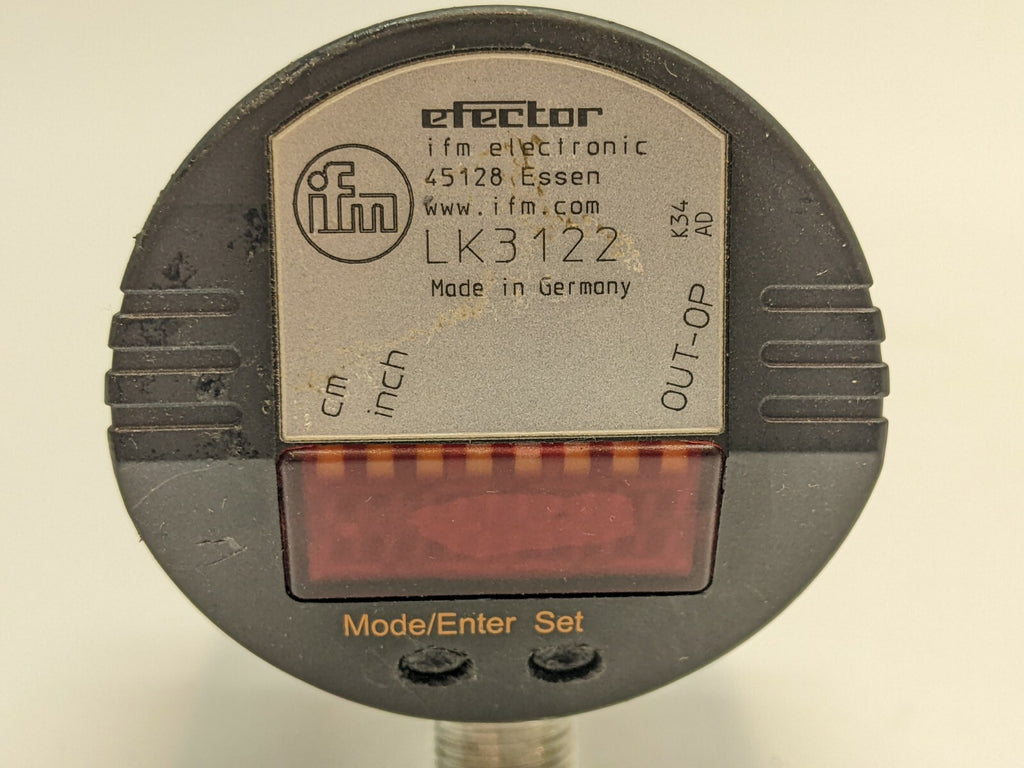 efector
ifm electronic
45128 Essen
www.ifm.com
LK3122
Made in Germany
ifm
K34
AD
cm
inch
OUT-OP
Mode/Enter Set